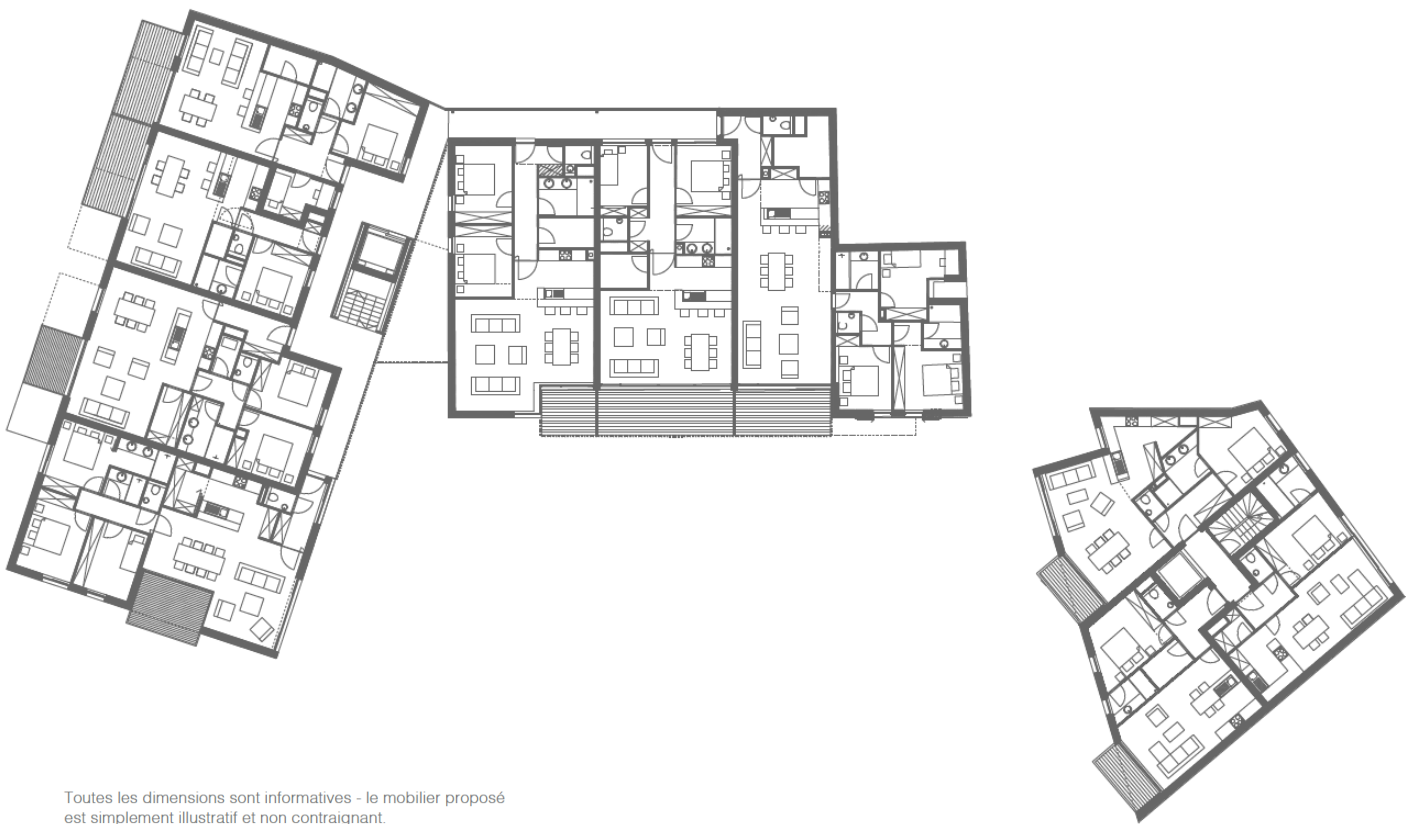 Toutes les dimensions sont informatives - le mobilier proposé
est simplement illustratif et non contraignant.